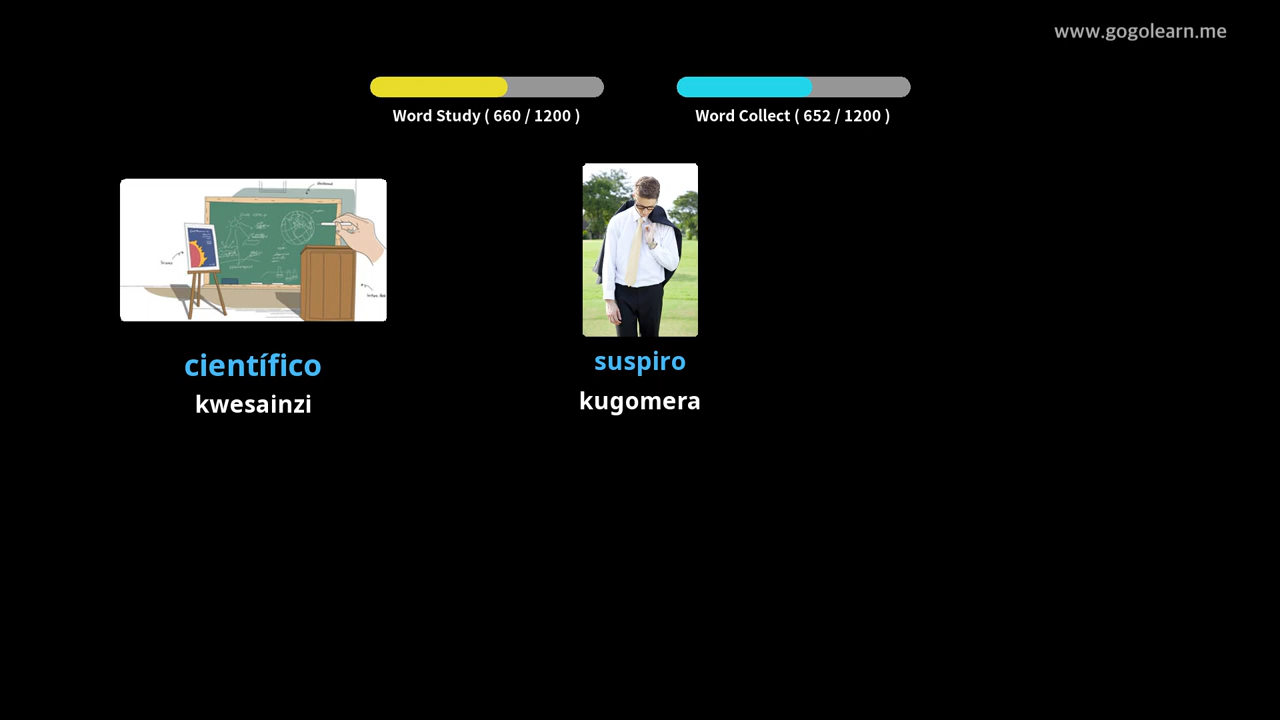 www.gogolearn.me
Word Study ( 660 / 1200 )
Word Collect ( 652 / 1200 )
científico
kwesainzi
suspiro
kugomera